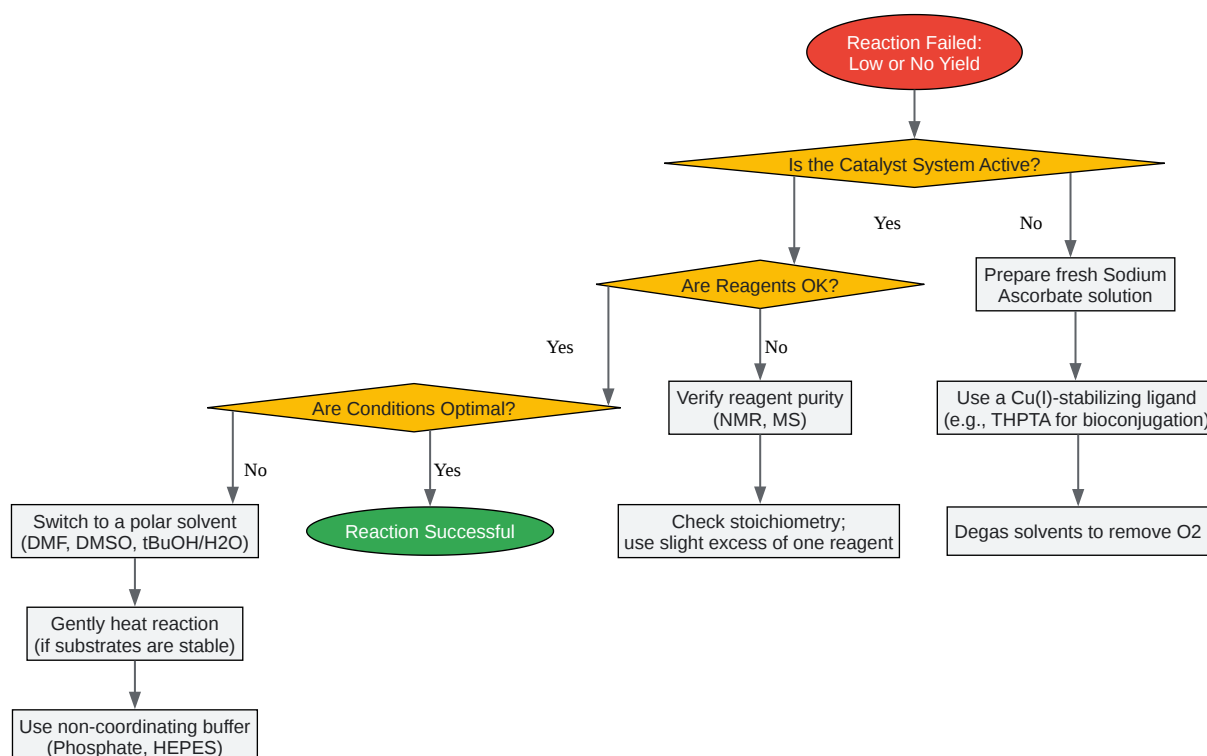 Reaction Failed:
Low or No Yield
Is the Catalyst System Active?
Yes
No
Are Reagents OK?
Prepare fresh Sodium
Ascorbate solution
Yes
No
Are Conditions Optimal?
Verify reagent purity
(NMR, MS)
Use a Cu(I)-stabilizing ligand
(e.g., THPTA for bioconjugation)
No
Yes
Switch to a polar solvent
(DMF, DMSO, tBuOH/H2O)
Reaction Successful
Check stoichiometry;
use slight excess of one reagent
Degas solvents to remove O2
Gently heat reaction
(if substrates are stable)
Use non-coordinating buffer
(Phosphate, HEPES)